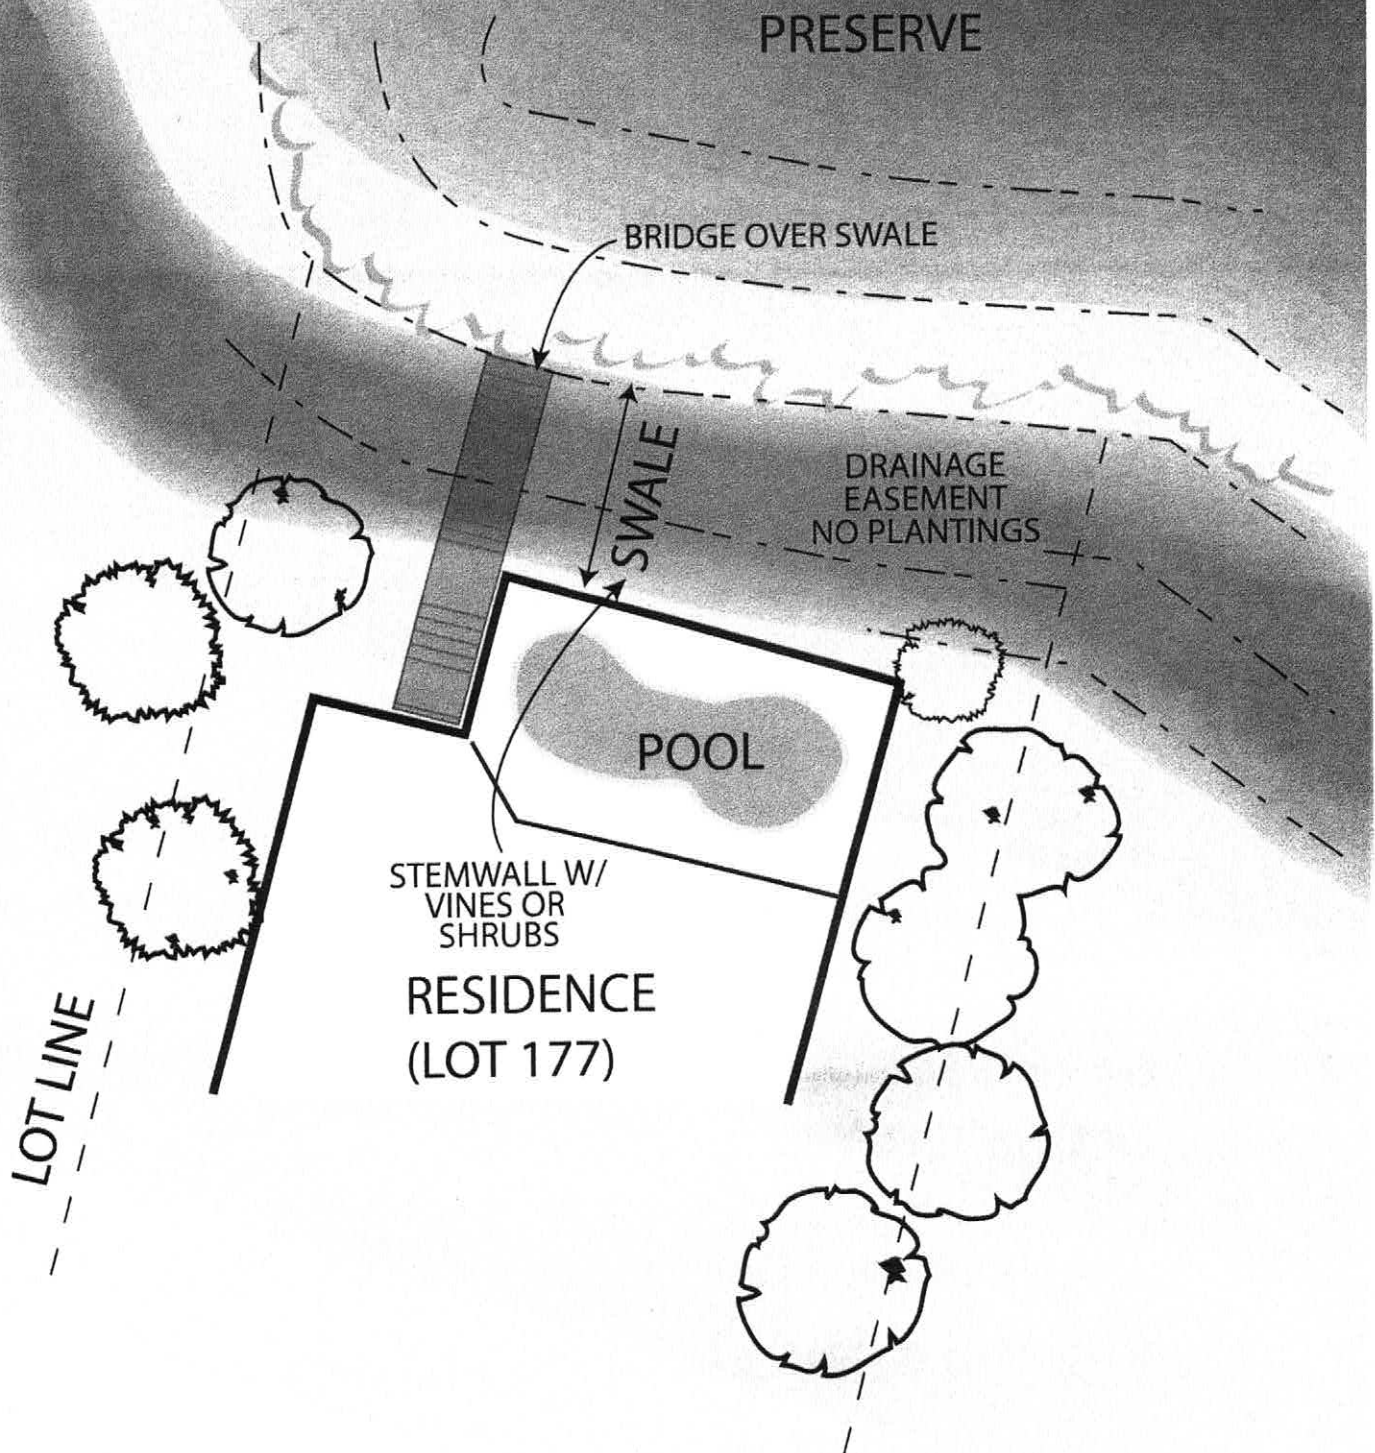 PRESERVE
BRIDGE OVER SWALE
SWALE
DRAINAGE
EASEMENT
NO PLANTINGS
POOL
STEMWALL W/
VINES OR
SHRUBS
RESIDENCE
(LOT 177)
LOT LINE